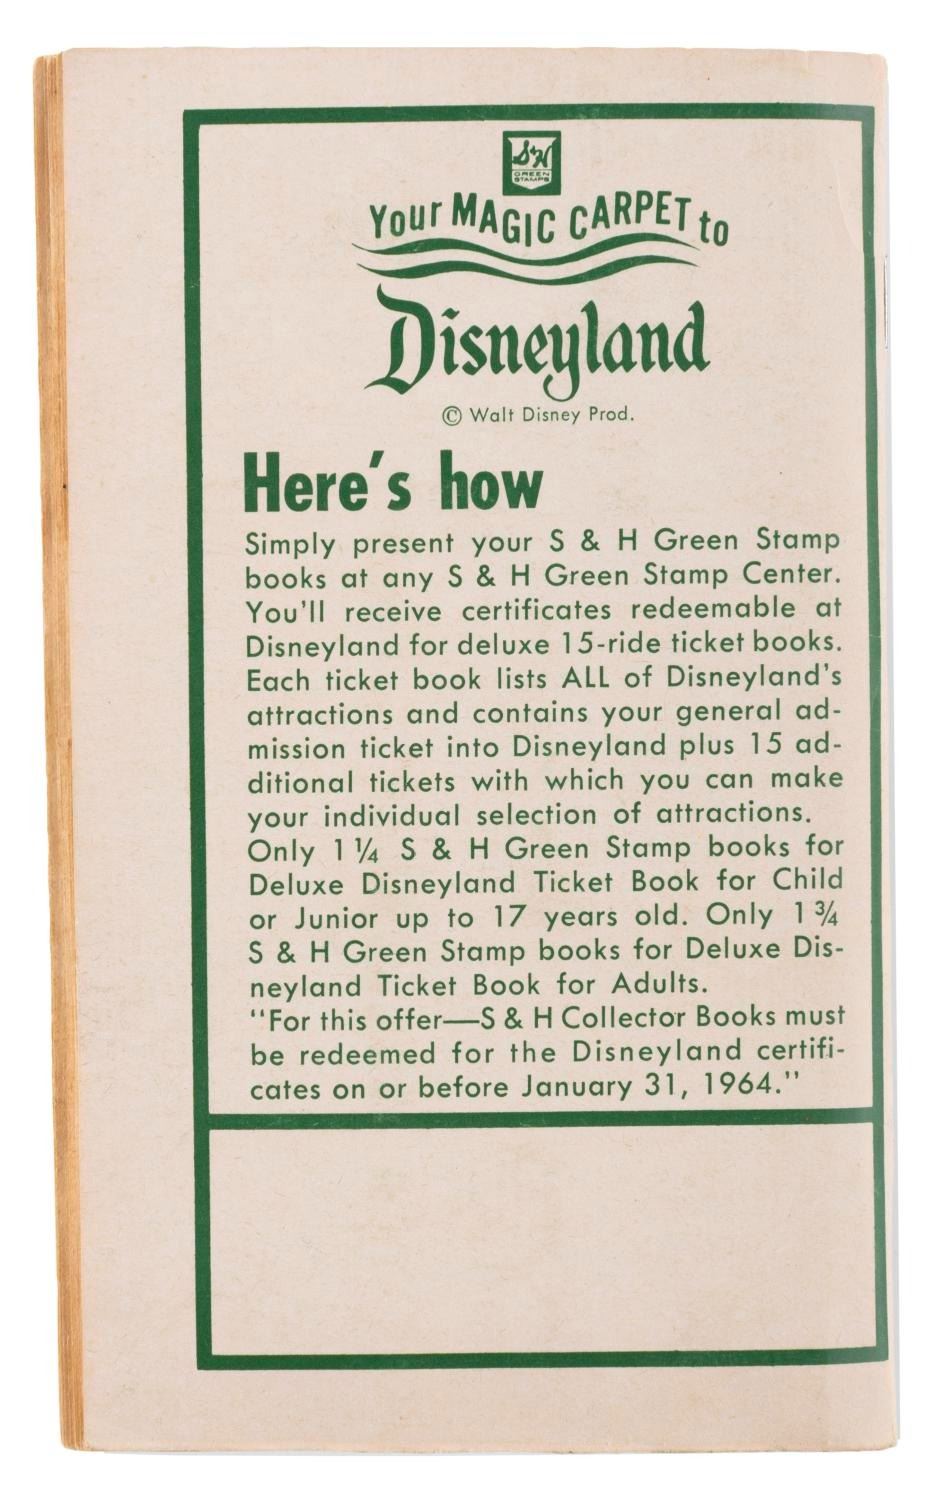 S&H
GREEN
STAMPS
Your MAGIC CARPET to
Disneyland
© Walt Disney Prod.
Here's how
Simply present your S & H Green Stamp
books at any S & H Green Stamp Center.
You'll receive certificates redeemable at
Disneyland for deluxe 15-ride ticket books.
Each ticket book lists ALL of Disneyland's
attractions and contains your general ad-
mission ticket into Disneyland plus 15 ad-
ditional tickets with which you can make
your individual selection of attractions.
Only 1 ¼ S & H Green Stamp books for
Deluxe Disneyland Ticket Book for Child
or Junior up to 17 years old. Only 1 ¾
S & H Green Stamp books for Deluxe Dis-
neyland Ticket Book for Adults.
"For this offer—S & H Collector Books must
be redeemed for the Disneyland certifi-
cates on or before January 31, 1964."